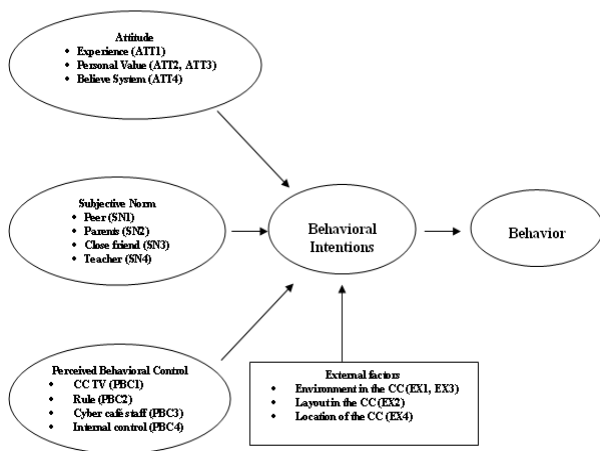 Attitude
• Experience (ATT1)
• Personal Value (ATT2, ATT3)
• Believe System (ATT4)
Subjective Norm
• Peer (SN1)
• Parents (SN2)
• Close friend (SN3)
• Teacher (SN4)
Behavioral
Intentions
Behavior
Perceived Behavioral Control
• CC TV (PBC1)
• Rule (PBC2)
• Cyber café staff (PBC3)
• Internal control (PBC4)
External factors
• Environment in the CC (EX1, EX3)
• Layout in the CC (EX2)
• Location of the CC (EX4)